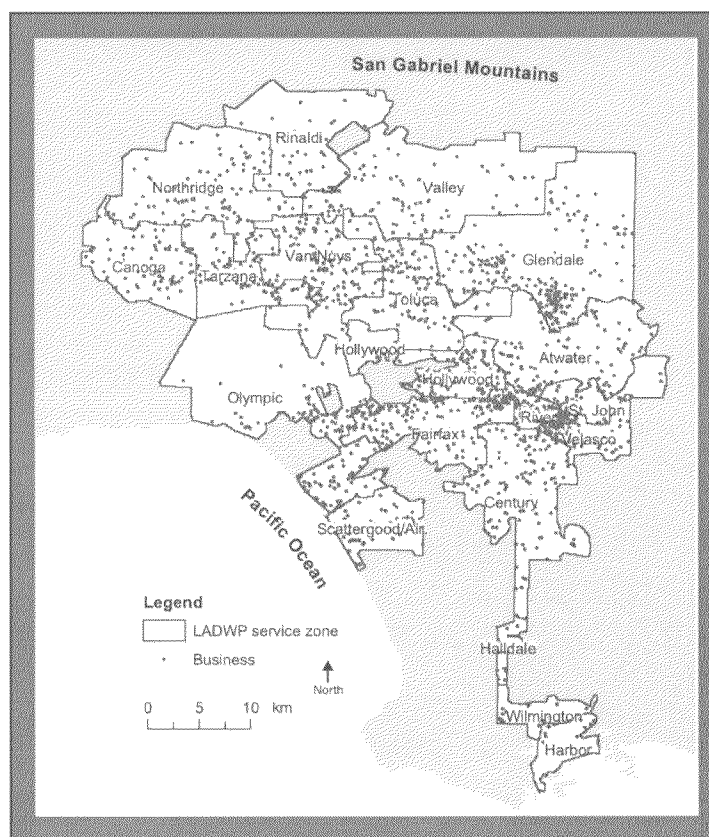 San Gabriel Mountains
Rinaldi
Northridge
Valley
Canoga
Tarzana
Van Nuys
Glendale
Toluca
Hollywood
Atwater
Hollywood
Olympic
River
St. John
Fairfax
Velasco
Century
Pacific Ocean
Scattergood/Air
Legend
LADWP service zone
Business
North
0 5 10 km
Halldale
Wilmington
Harbor